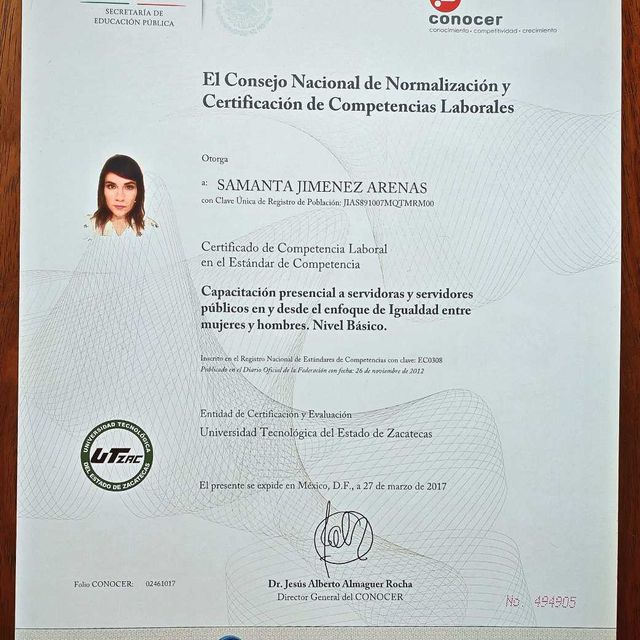 SECRETARÍA DE
EDUCACIÓN PÚBLICA
conocer
conocimiento • competitividad • crecimiento
El Consejo Nacional de Normalización y
Certificación de Competencias Laborales
Otorga
a: SAMANTA JIMENEZ ARENAS
con Clave Única de Registro de Población: JIAS891007MQTMRM00
Certificado de Competencia Laboral
en el Estándar de Competencia
Capacitación presencial a servidoras y servidores
públicos en y desde el enfoque de Igualdad entre
mujeres y hombres. Nivel Básico.
Inscrito en el Registro Nacional de Estándares de Competencias con clave: EC0308
Publicado en el Diario Oficial de la Federación con fecha: 26 de noviembre de 2012
Entidad de Certificación y Evaluación
Universidad Tecnológica del Estado de Zacatecas
UNIVERSIDAD TECNOLÓGICA
UTZAC
DEL ESTADO DE ZACATECAS
El presente se expide en México, D.F., a 27 de marzo de 2017
Dr. Jesús Alberto Almaguer Rocha
Director General del CONOCER
Folio CONOCER: 02461017
No. 494905